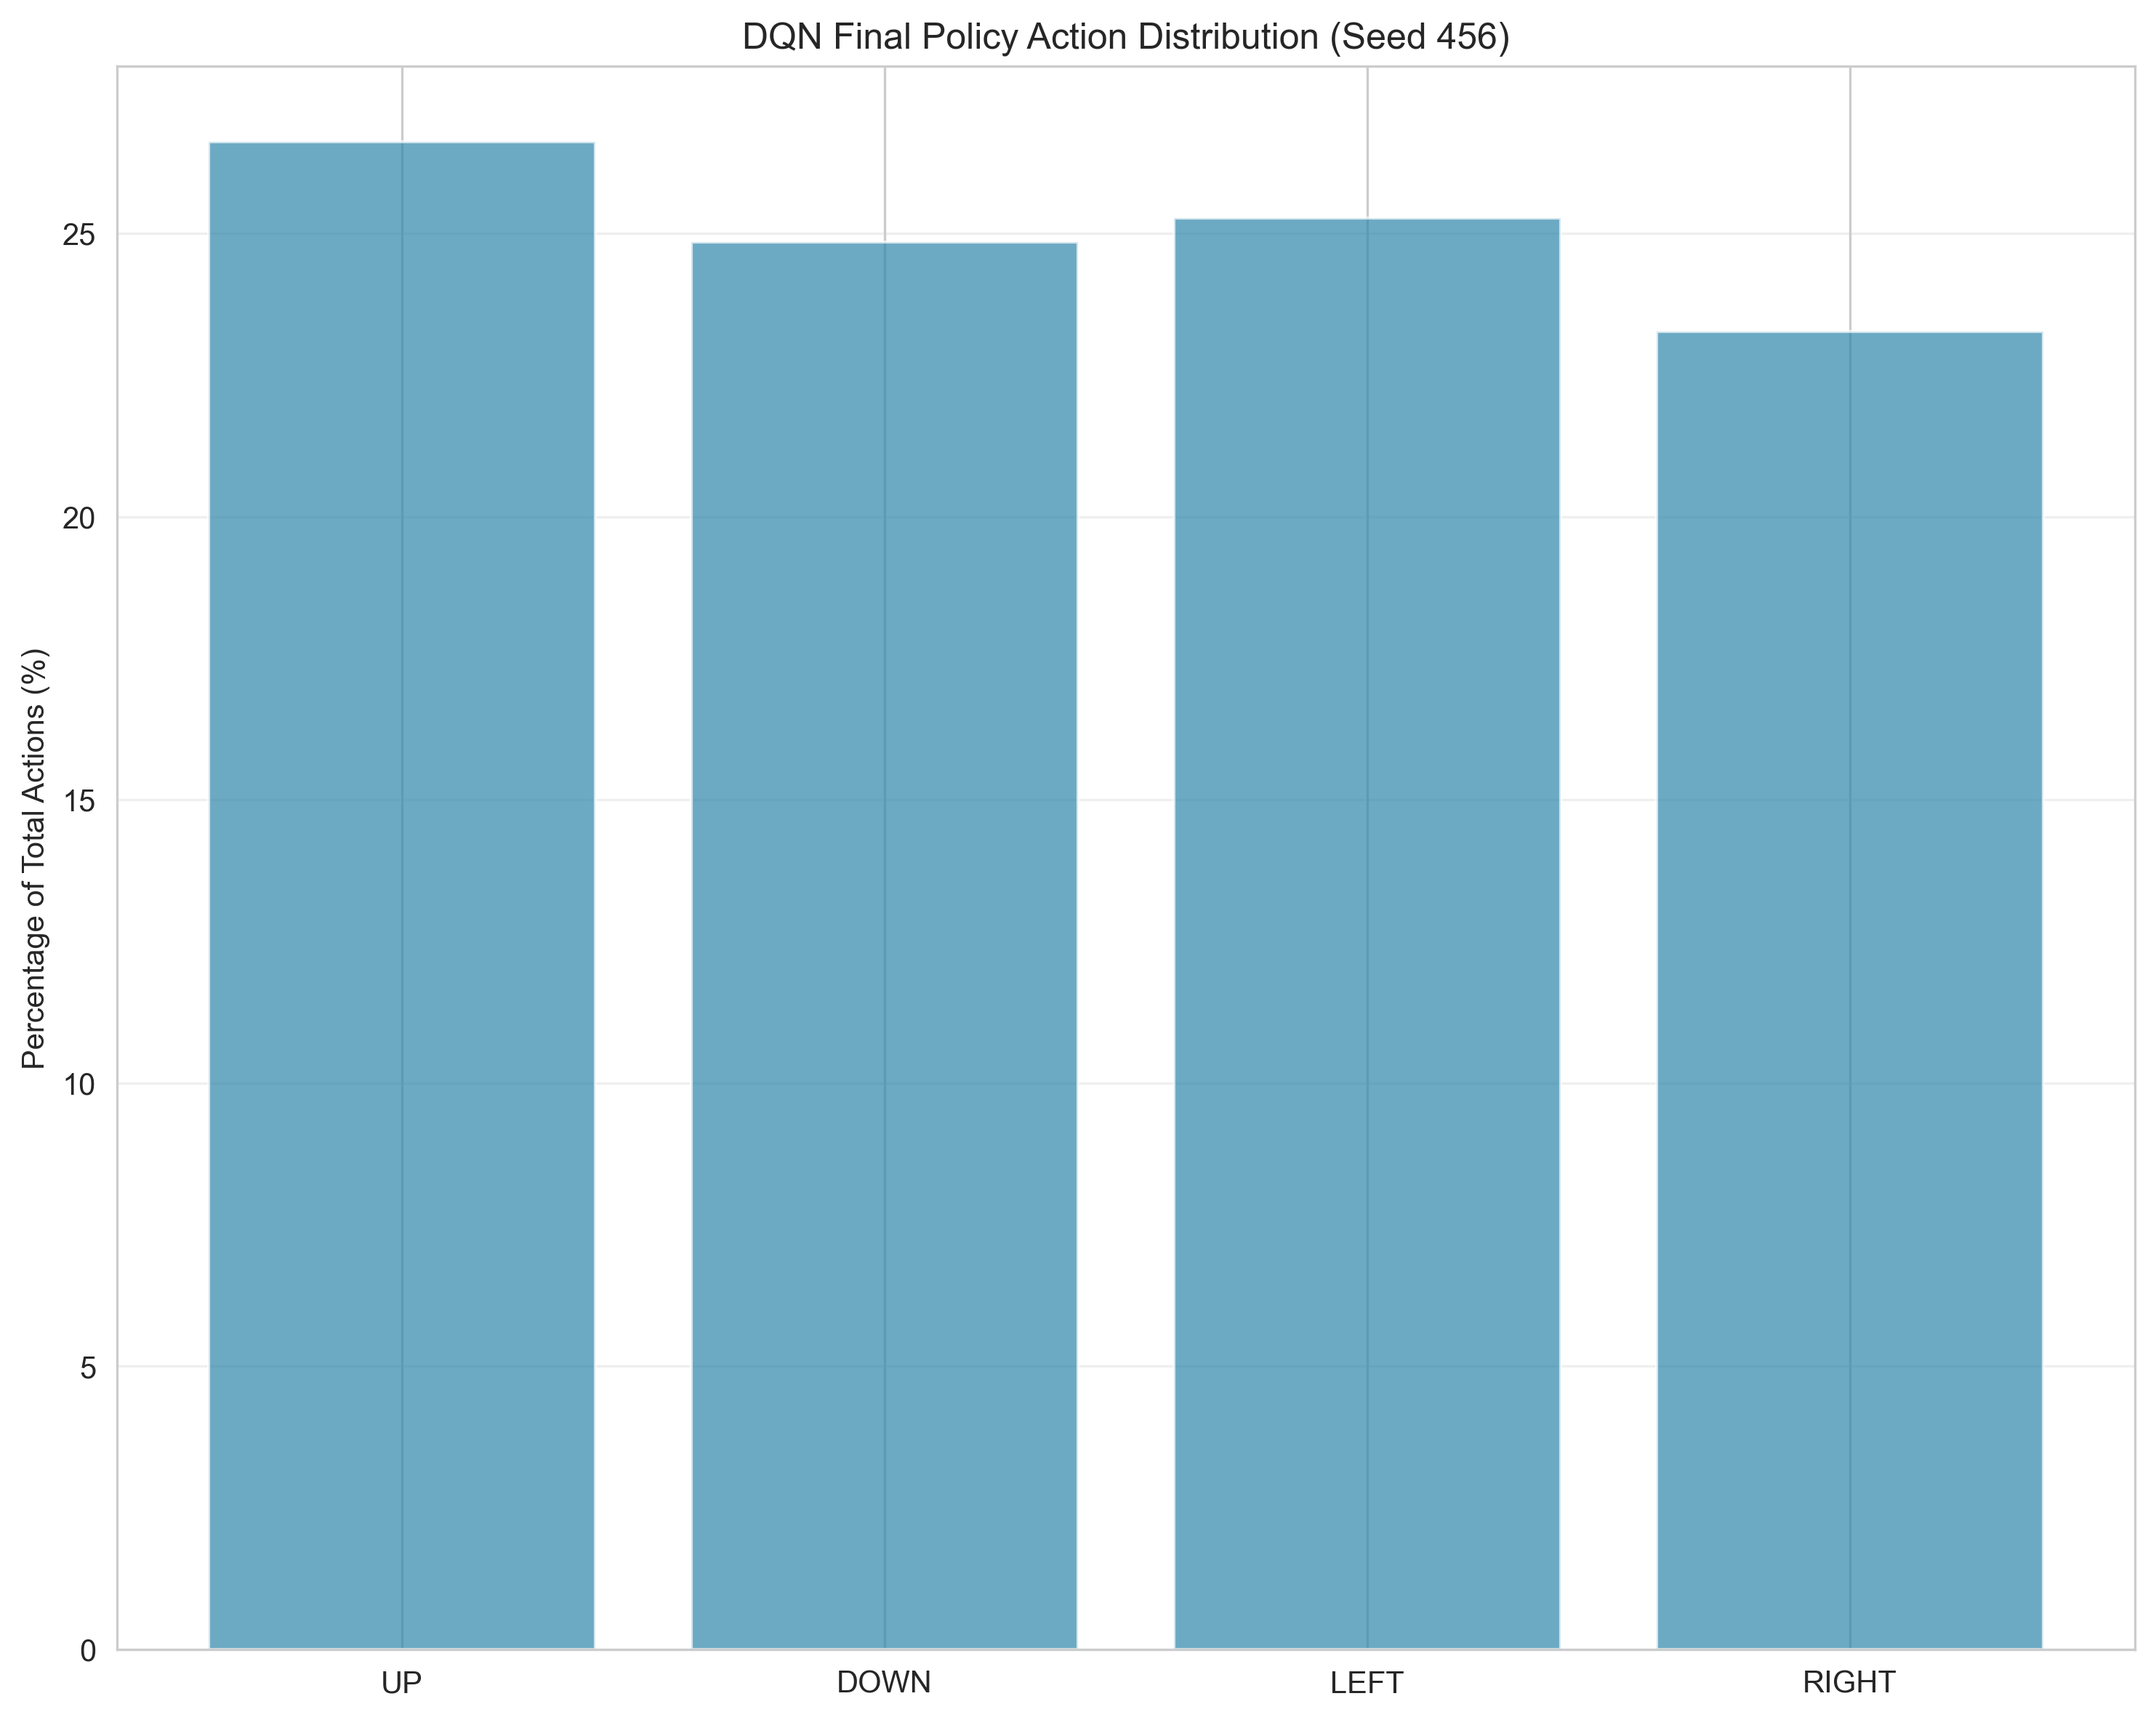 DQN Final Policy Action Distribution (Seed 456)
Percentage of Total Actions (%)
25
20
15
10
5
0
UP DOWN LEFT RIGHT